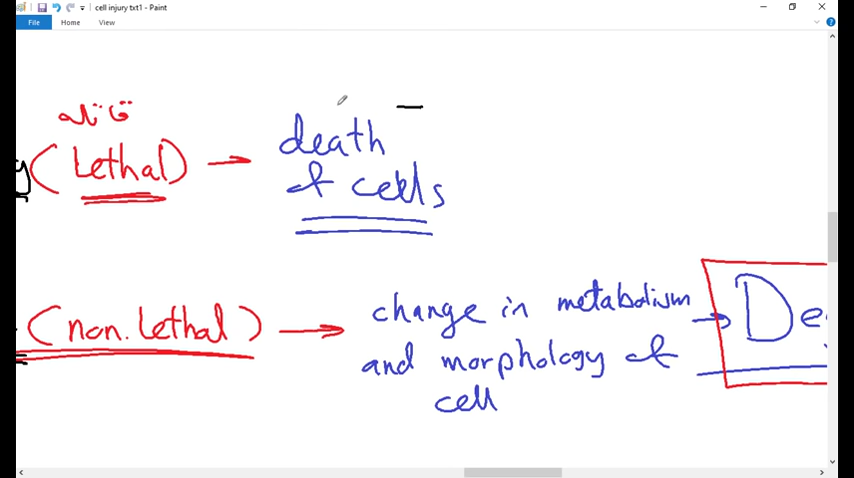 cell injury txt1 - Paint
File Home View
قاتله
y (Lethal) → death
of cells
(non.Lethal) → change in metabolism → De
and morphology of
cell